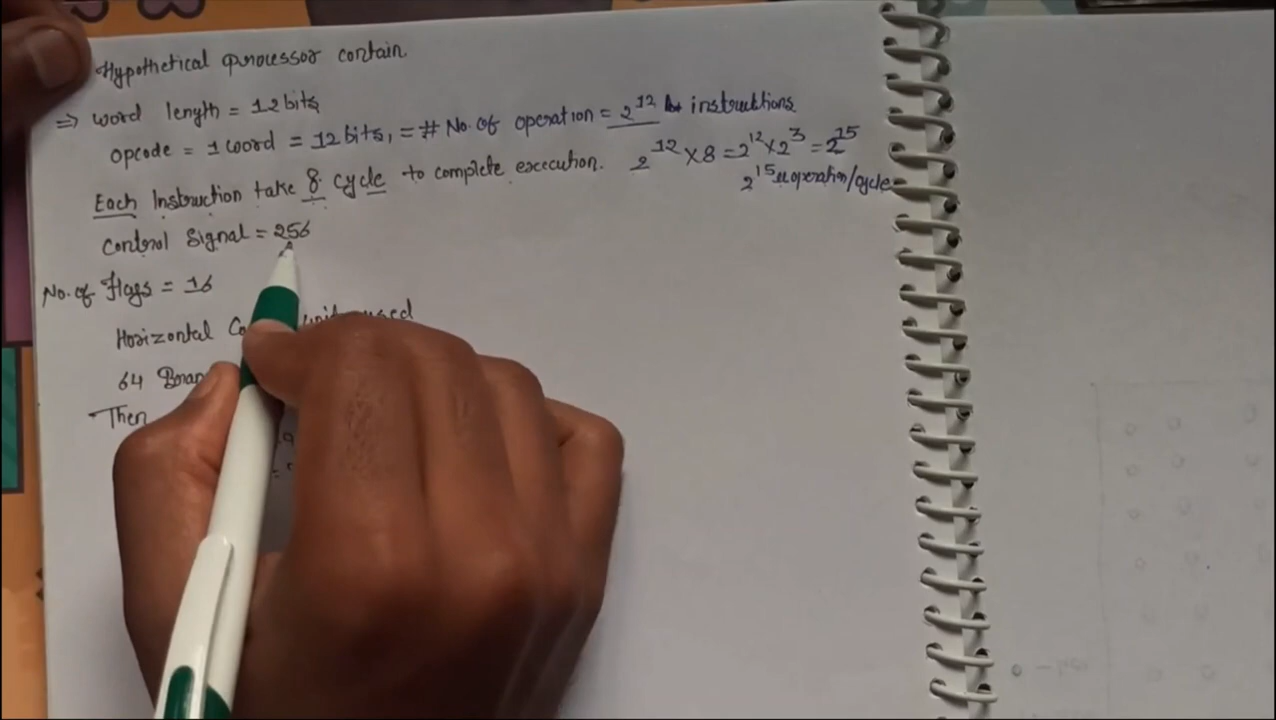 Hypothetical processor contain
⇒ word length = 12 bits
opcode = 1 word = 12 bits, = # No. of operation = 2^12 instructions
Each Instruction take 8 cycle to complete execution. 2^12 × 8 = 2^12 × 2^3 = 2^15
2^15 μoperation/cycle
Control Signal = 256
No. of Flags = 16
Horizontal used
64
Then